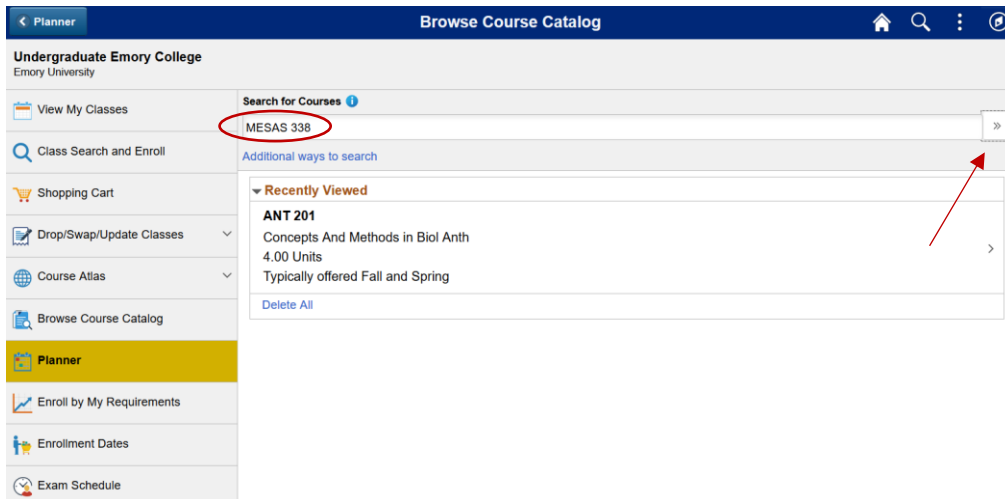 Planner
Browse Course Catalog
Undergraduate Emory College
Emory University
View My Classes
Class Search and Enroll
Shopping Cart
Drop/Swap/Update Classes
Course Atlas
Browse Course Catalog
Planner
Enroll by My Requirements
Enrollment Dates
Exam Schedule
Search for Courses
MESAS 338
Additional ways to search
Recently Viewed
ANT 201
Concepts And Methods in Biol Anth
4.00 Units
Typically offered Fall and Spring
Delete All